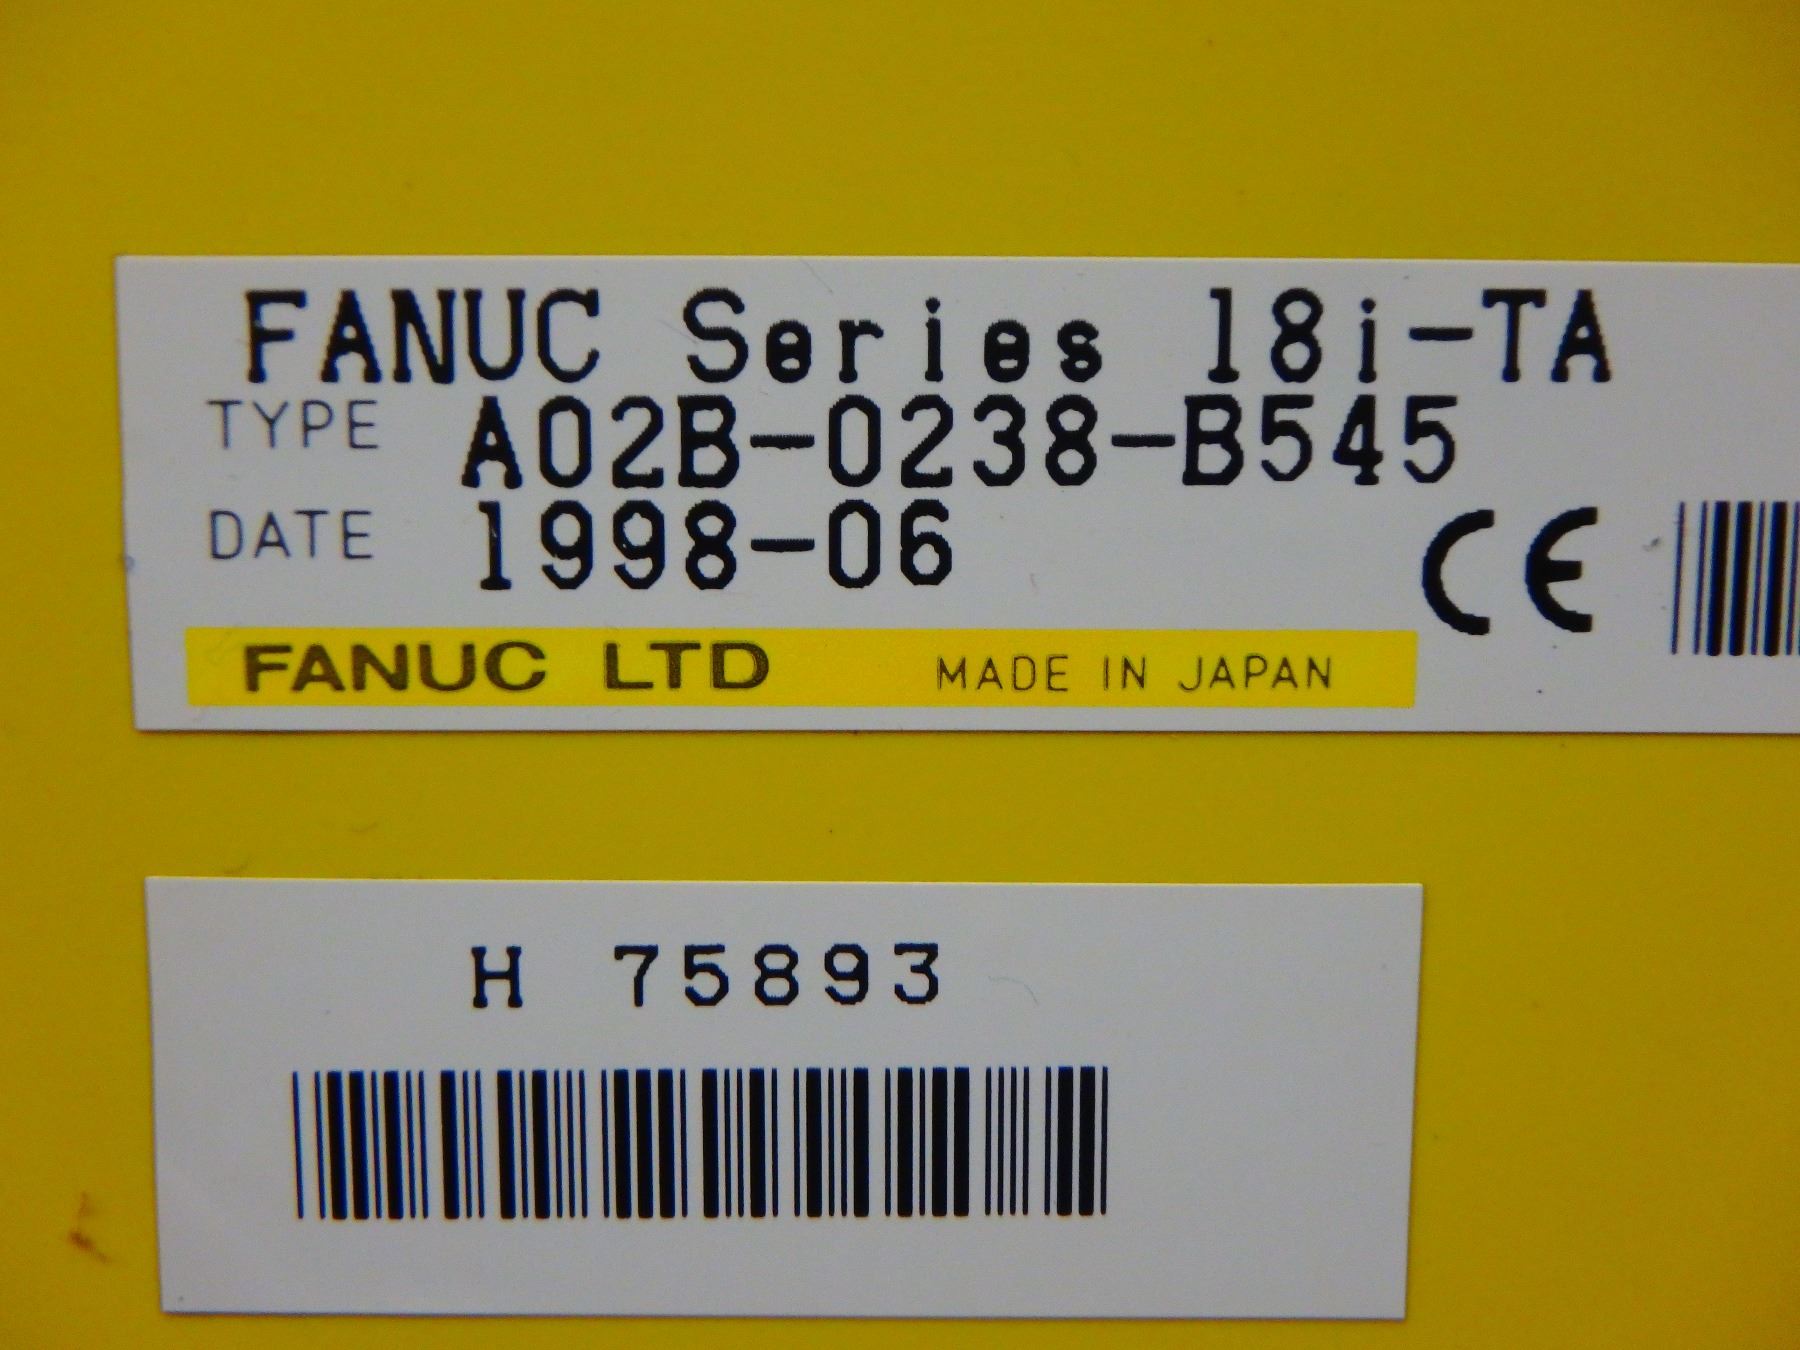 FANUC Series 18i-TA
TYPE A02B-0238-B545
DATE 1998-06
CE
FANUC LTD MADE IN JAPAN
H 75893